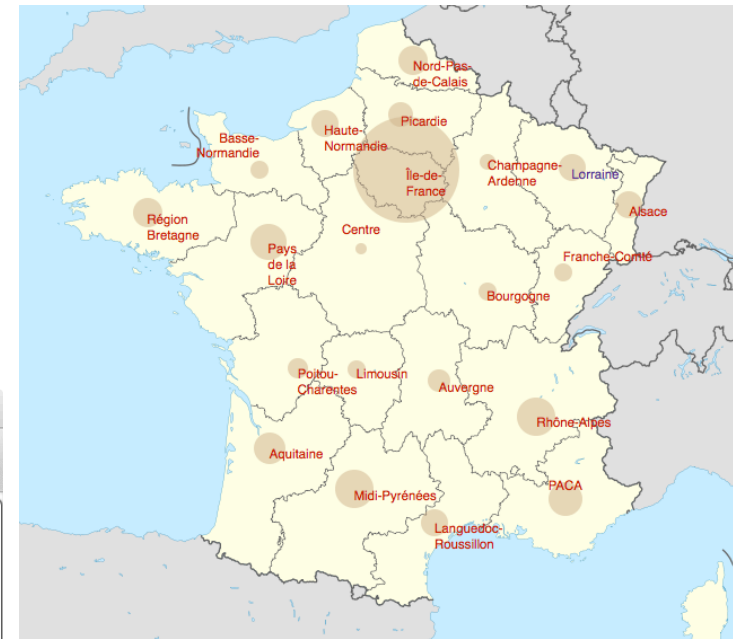 Nord-Pas-
de-Calais
Picardie
Haute-
Normandie
Basse-
Normandie
Île-de-
France
Champagne-
Ardenne
Lorraine
Alsace
Région
Bretagne
Pays
de la
Loire
Centre
Franche-Comté
Bourgogne
Poitou-
Charentes
Limousin
Auvergne
Rhône-Alpes
Aquitaine
Midi-Pyrénées
PACA
Languedoc-
Roussillon